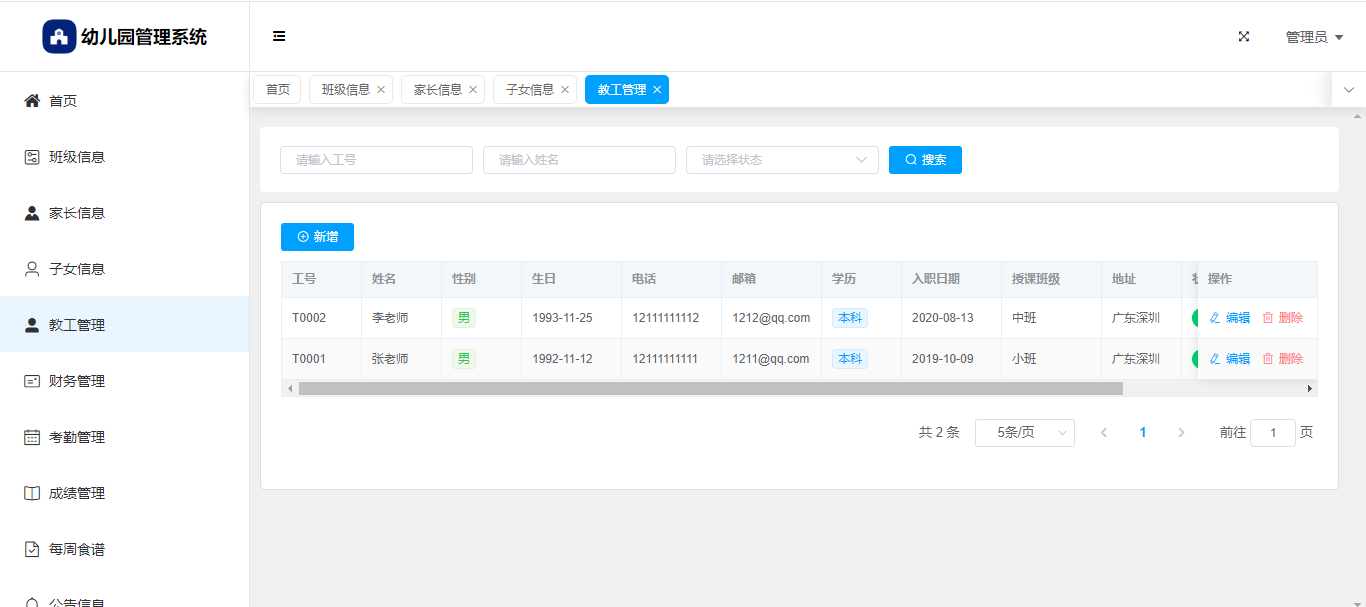 幼儿园管理系统
管理员
首页 班级信息 家长信息 子女信息 教工管理
首页
班级信息
家长信息
子女信息
教工管理
财务管理
考勤管理
成绩管理
每周食谱
公告信息
请输入工号 请输入姓名 请选择状态 搜索
新增
工号 姓名 性别 生日 电话 邮箱 学历 入职日期 授课班级 地址 操作
T0002 李老师 男 1993-11-25 12111111112 1212@qq.com 本科 2020-08-13 中班 广东深圳 编辑 删除
T0001 张老师 男 1992-11-12 12111111111 1211@qq.com 本科 2019-10-09 小班 广东深圳 编辑 删除
共 2 条 5条/页 1 前往 1 页